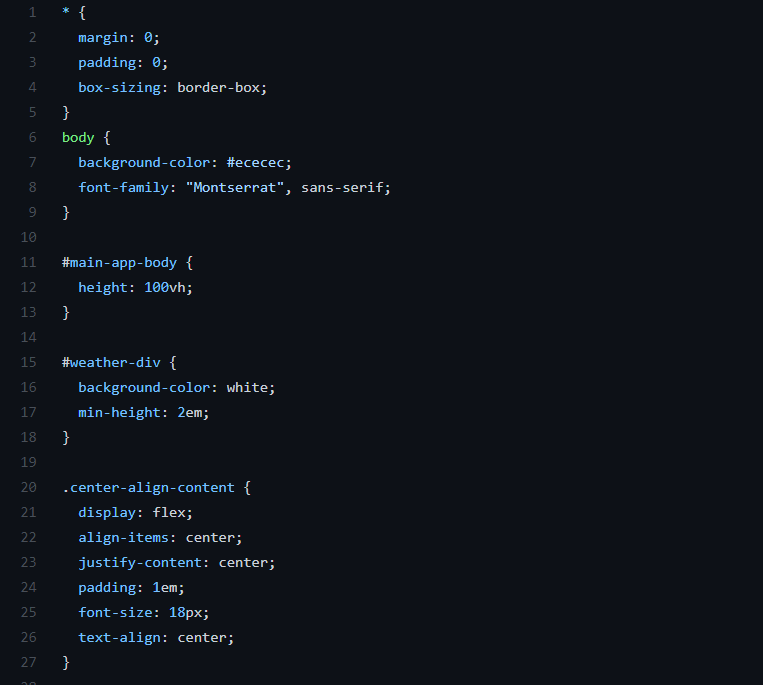 1 * {
2   margin: 0;
3   padding: 0;
4   box-sizing: border-box;
5 }
6 body {
7   background-color: #ececec;
8   font-family: "Montserrat", sans-serif;
9 }
10
11 #main-app-body {
12   height: 100vh;
13 }
14
15 #weather-div {
16   background-color: white;
17   min-height: 2em;
18 }
19
20 .center-align-content {
21   display: flex;
22   align-items: center;
23   justify-content: center;
24   padding: 1em;
25   font-size: 18px;
26   text-align: center;
27 }